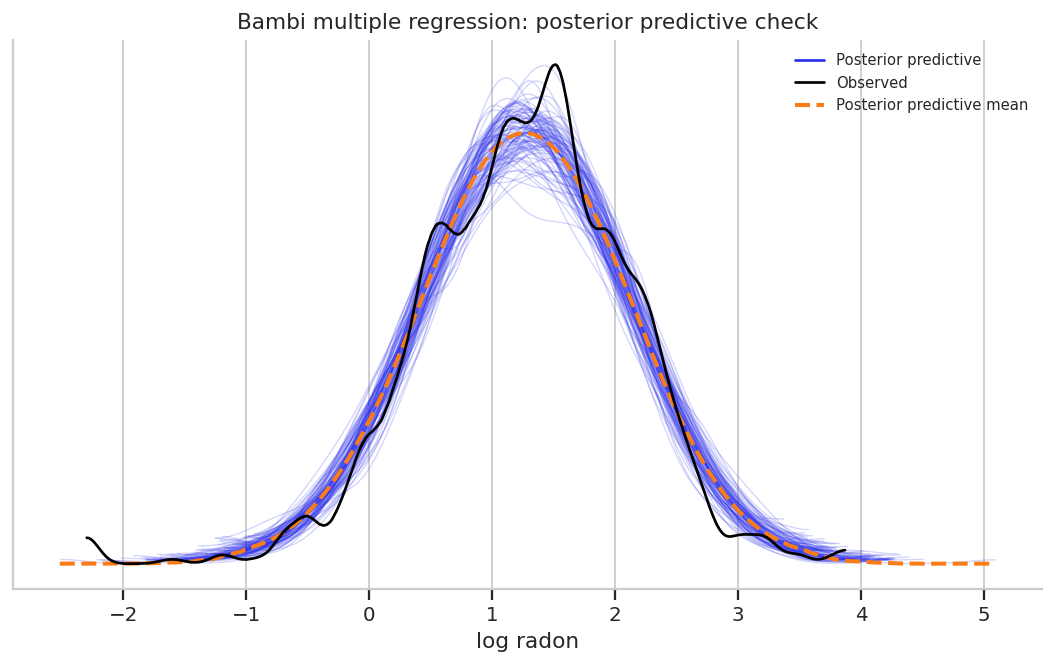 Bambi multiple regression: posterior predictive check
Posterior predictive
Observed
Posterior predictive mean
−2 −1 0 1 2 3 4 5
log radon